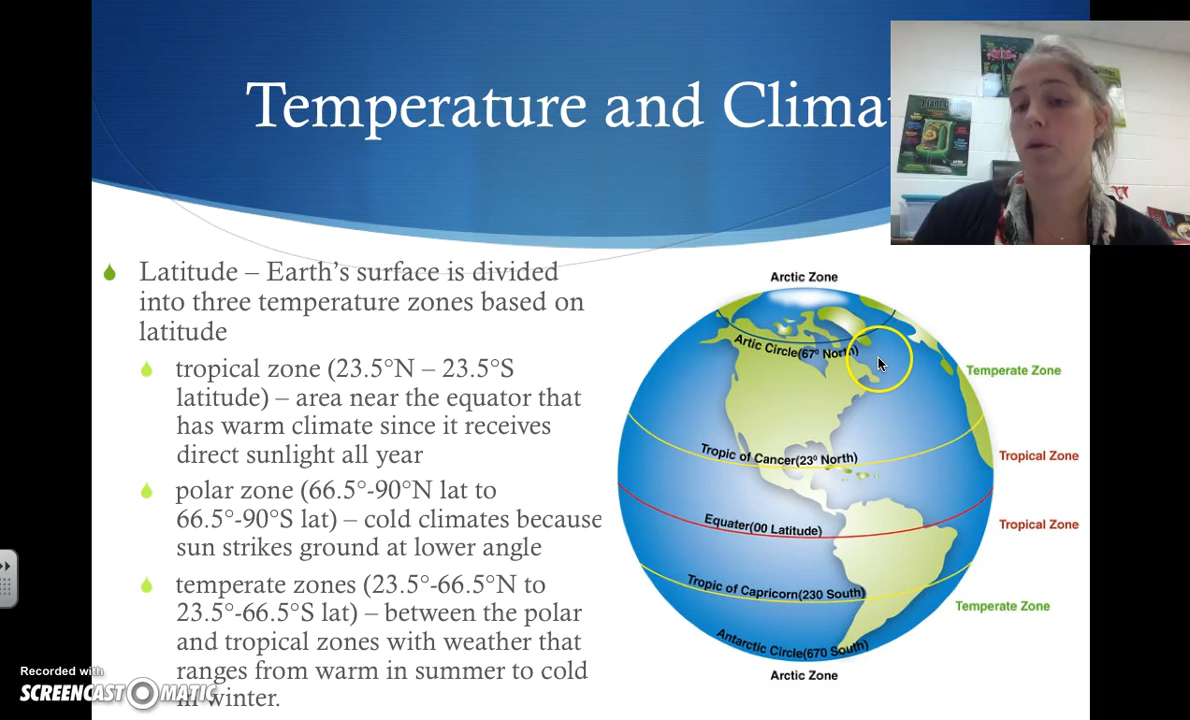 Temperature and Clima
Latitude – Earth's surface is divided
into three temperature zones based on
latitude
tropical zone (23.5°N – 23.5°S
latitude) – area near the equator that
has warm climate since it receives
direct sunlight all year
polar zone (66.5°-90°N lat to
66.5°-90°S lat) – cold climates because
sun strikes ground at lower angle
temperate zones (23.5°-66.5°N to
23.5°-66.5°S lat) – between the polar
and tropical zones with weather that
ranges from warm in summer to cold
in winter.
Arctic Zone
Artic Circle(67º North)
Temperate Zone
Tropic of Cancer(23º North)
Tropical Zone
Equater(00 Latitude)
Tropical Zone
Tropic of Capricorn(230 South)
Temperate Zone
Antarctic Circle(670 South)
Arctic Zone
Recorded with
SCREENCAST-O-MATIC